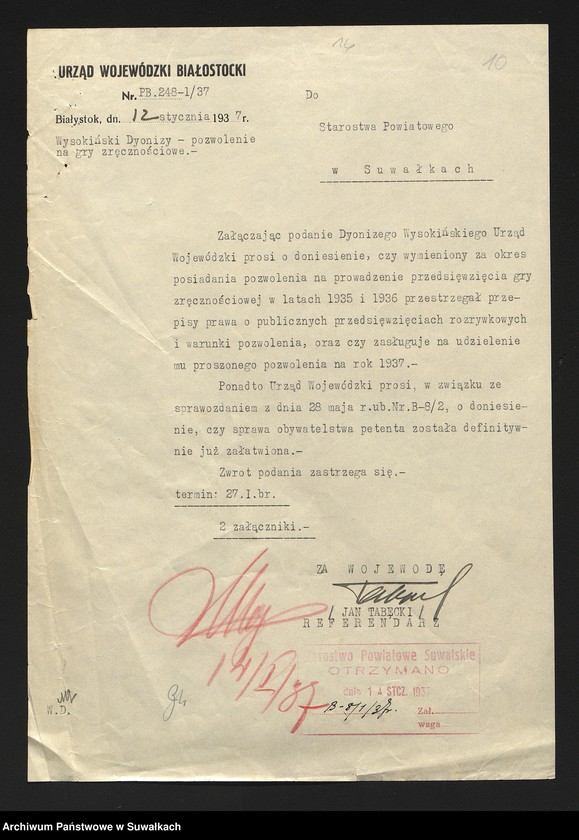 14
10
URZĄD WOJEWÓDZKI BIAŁOSTOCKI
Nr. PB.248-1/37
Białystok, dn. 12 stycznia 1937r.
Wysokiński Dyonizy - pozwolenie
na gry zręcznościowe.-
Do
Starostwa Powiatowego
w Suwałkach
Załączając podanie Dyonizego Wysokińskiego Urząd
Wojewódzki prosi o doniesienie, czy wymieniony za okres
posiadania pozwolenia na prowadzenie przedsięwzięcia gry
zręcznościowej w latach 1935 i 1936 przestrzegał prze-
pisy prawa o publicznych przedsięwzięciach rozrywkowych
i warunki pozwolenia, oraz czy zasługuje na udzielenie
mu proszonego pozwolenia na rok 1937.-
Ponadto Urząd Wojewódzki prosi, w związku ze
sprawozdaniem z dnia 28 maja r.ub.Nr.B-8/2, o doniesie-
nie, czy sprawa obywatelstwa petenta została definityw-
nie już załatwiona.-
Zwrot podania zastrzega się.-
termin: 27.I.br.
2 załączniki.-
ZA WOJEWODĘ
/ JAN TABĘCKI /
REFERENDARZ
14/I/37
Starostwo Powiatowe Suwalskie
OTRZYMANO
dnia 14 STCZ. 1937
B-8/1/37r.
Zał.
waga
W.D.
Archiwum Państwowe w Suwałkach